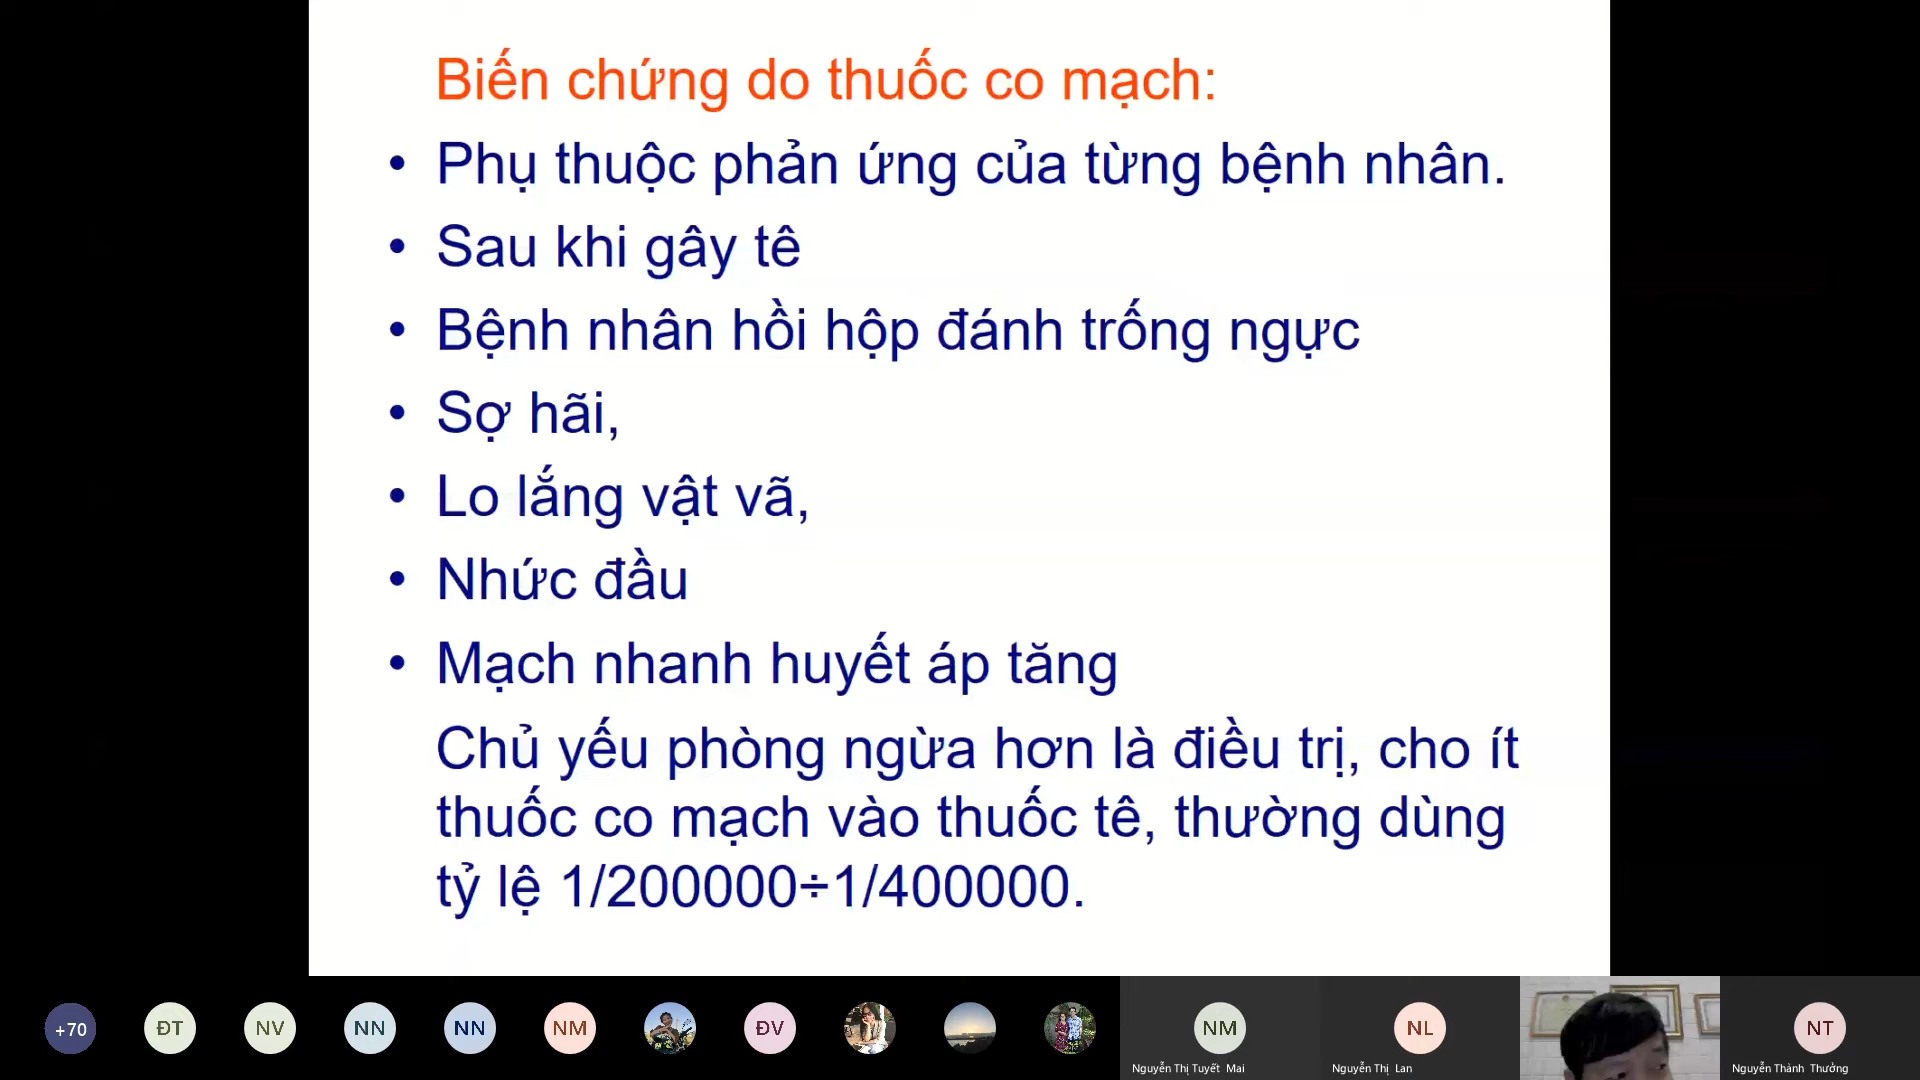 Biến chứng do thuốc co mạch:
• Phụ thuộc phản ứng của từng bệnh nhân.
• Sau khi gây tê
• Bệnh nhân hồi hộp đánh trống ngực
• Sợ hãi,
• Lo lắng vật vã,
• Nhức đầu
• Mạch nhanh huyết áp tăng
Chủ yếu phòng ngừa hơn là điều trị, cho ít
thuốc co mạch vào thuốc tê, thường dùng
tỷ lệ 1/200000÷1/400000.
+70 ĐT NV NN NN NM ĐV NM NL NT
Nguyễn Thị Tuyết Mai Nguyễn Thị Lan Nguyễn Thành Thưởng